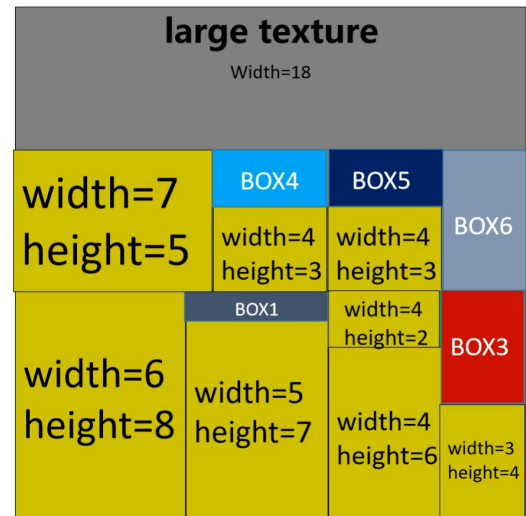 large texture
Width=18
width=7
height=5
BOX4
BOX5
BOX6
width=4
height=3
width=4
height=3
width=6
height=8
BOX1
width=4
height=2
BOX3
width=5
height=7
width=4
height=6
width=3
height=4